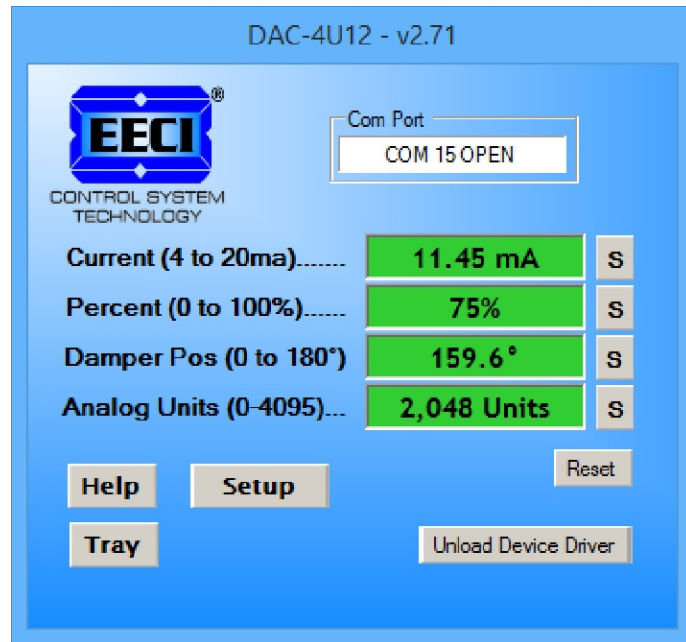 DAC-4U12 - v2.71
EECI®
CONTROL SYSTEM
TECHNOLOGY
Com Port
COM 15 OPEN
Current (4 to 20ma)....... 11.45 mA S
Percent (0 to 100%)...... 75% S
Damper Pos (0 to 180°) 159.6° S
Analog Units (0-4095)... 2,048 Units S
Help Setup Reset
Tray Unload Device Driver